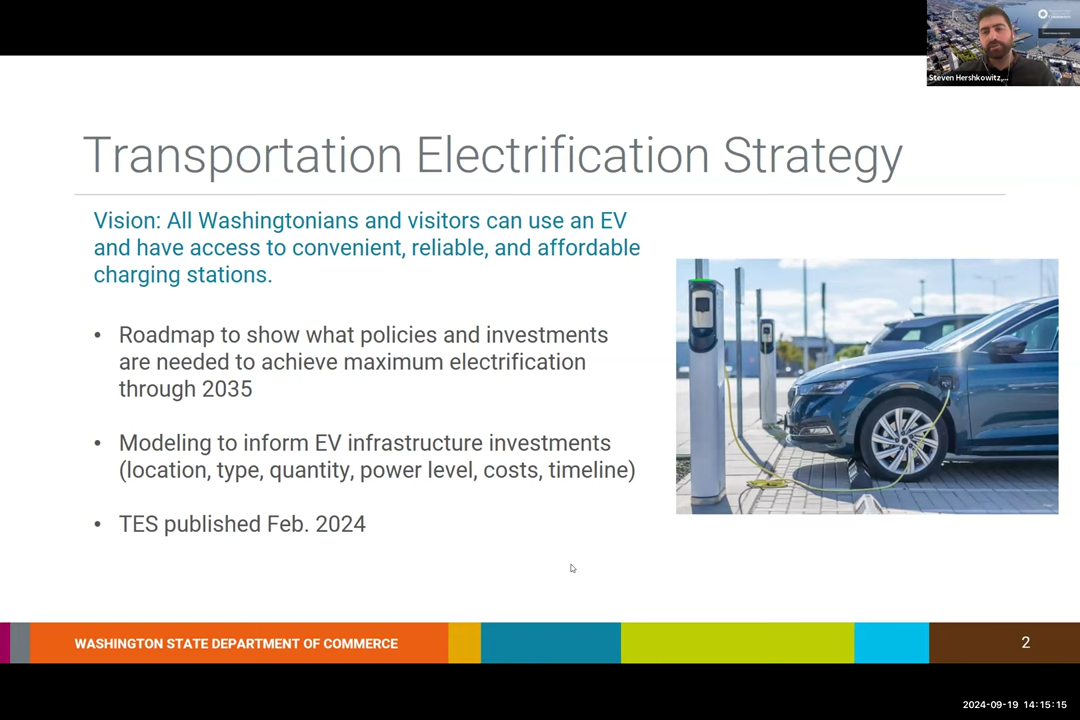 Steven Hershkowitz,...
Transportation Electrification Strategy
Vision: All Washingtonians and visitors can use an EV
and have access to convenient, reliable, and affordable
charging stations.
• Roadmap to show what policies and investments
are needed to achieve maximum electrification
through 2035
• Modeling to inform EV infrastructure investments
(location, type, quantity, power level, costs, timeline)
• TES published Feb. 2024
WASHINGTON STATE DEPARTMENT OF COMMERCE
2
2024-09-19 14:15:15